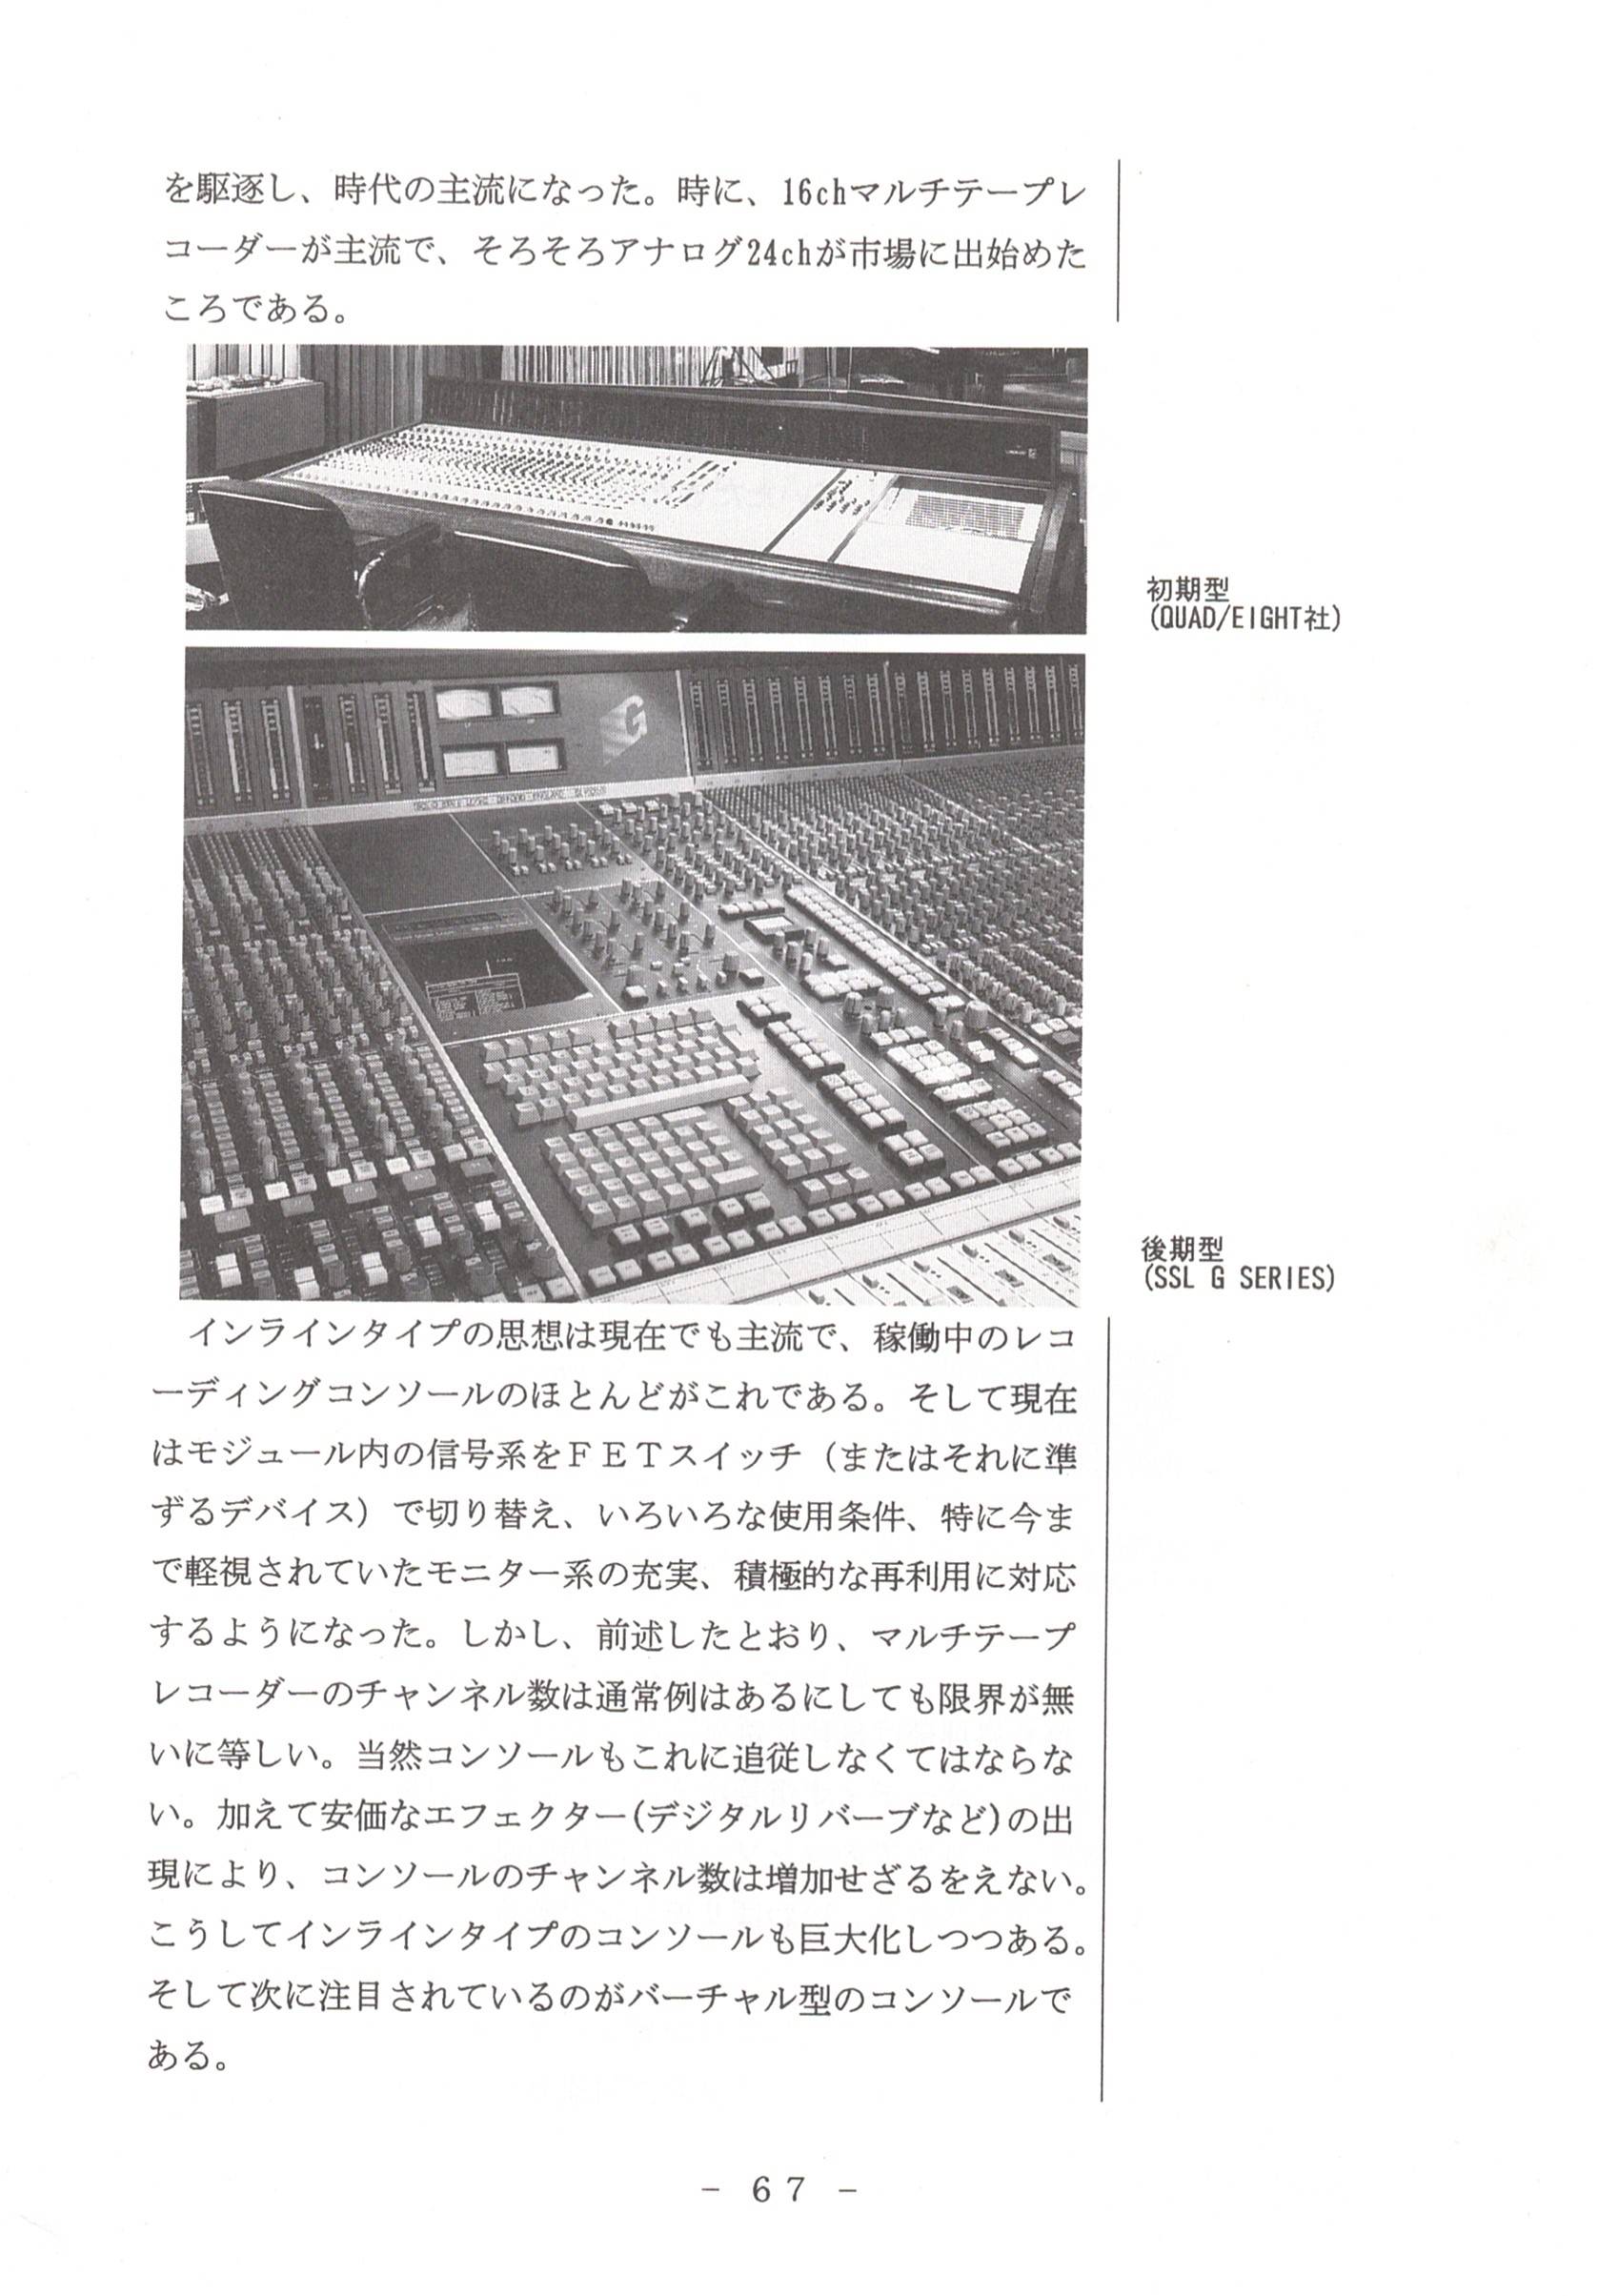 を駆逐し、時代の主流になった。時に、16chマルチテープレ
コーダーが主流で、そろそろアナログ24chが市場に出始めた
ころである。
初期型
(QUAD/EIGHT社)
G
後期型
(SSL G SERIES)
インラインタイプの思想は現在でも主流で、稼働中のレコ
ーディングコンソールのほとんどがこれである。そして現在
はモジュール内の信号系をＦＥＴスイッチ（またはそれに準
ずるデバイス）で切り替え、いろいろな使用条件、特に今ま
で軽視されていたモニター系の充実、積極的な再利用に対応
するようになった。しかし、前述したとおり、マルチテープ
レコーダーのチャンネル数は通常例はあるにしても限界が無
いに等しい。当然コンソールもこれに追従しなくてはならな
い。加えて安価なエフェクター(デジタルリバーブなど)の出
現により、コンソールのチャンネル数は増加せざるをえない。
こうしてインラインタイプのコンソールも巨大化しつつある。
そして次に注目されているのがバーチャル型のコンソールで
ある。
－ ６７ －